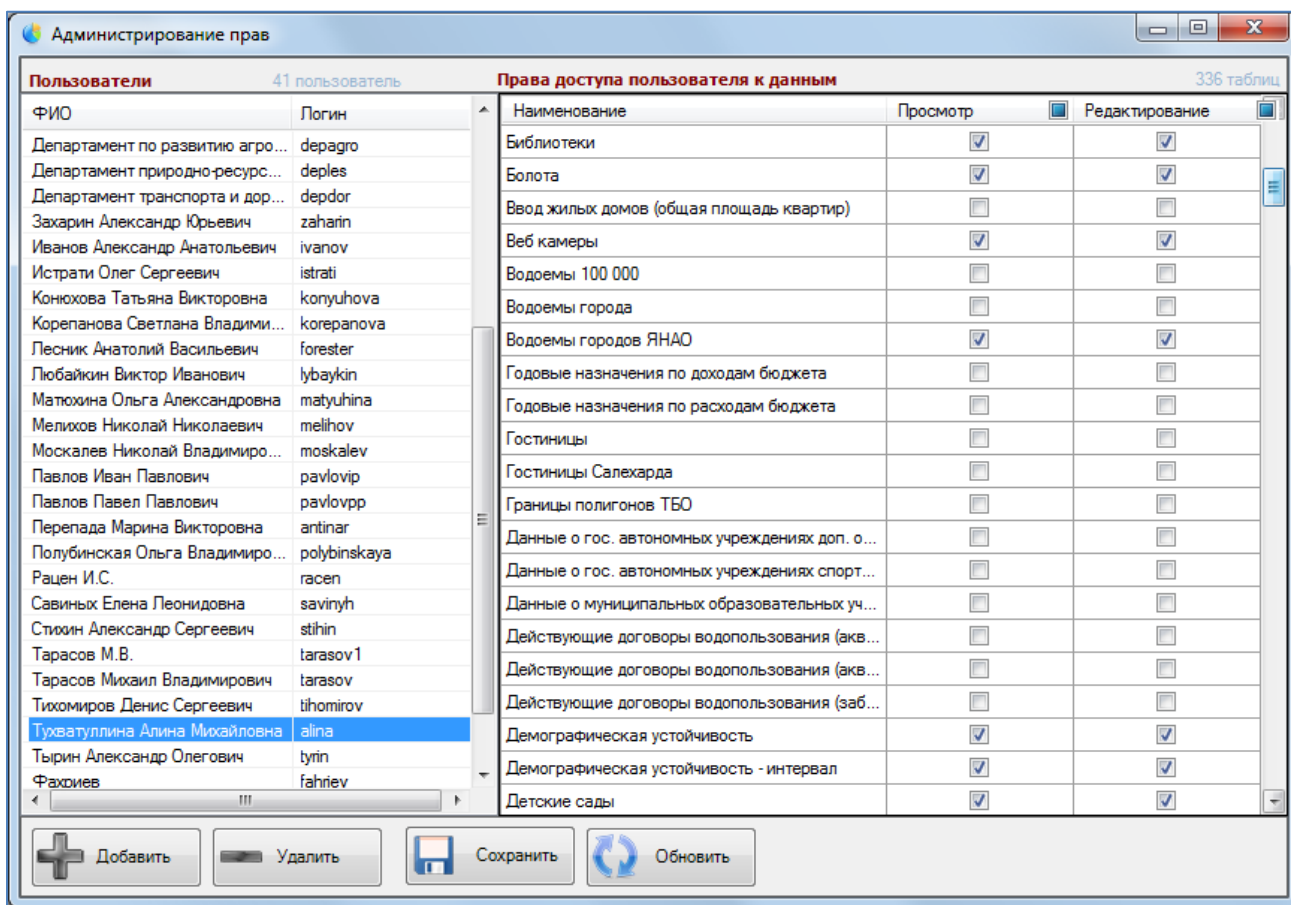 Администрирование прав
Пользователи 41 пользователь
ФИО Логин
Департамент по развитию агро... depagro
Департамент природно-ресурс... deples
Департамент транспорта и дор... depdor
Захарин Александр Юрьевич zaharin
Иванов Александр Анатольевич ivanov
Истрати Олег Сергеевич istrati
Конюхова Татьяна Викторовна konyuhova
Корепанова Светлана Владими... korepanova
Лесник Анатолий Васильевич forester
Любайкин Виктор Иванович lybaykin
Матюхина Ольга Александровна matyuhina
Мелихов Николай Николаевич melihov
Москалев Николай Владимиро... moskalev
Павлов Иван Павлович pavlovip
Павлов Павел Павлович pavlovpp
Перепада Марина Викторовна antinar
Полубинская Ольга Владимиро... polybinskaya
Рацен И.С. racen
Савиных Елена Леонидовна savinyh
Стихин Александр Сергеевич stihin
Тарасов М.В. tarasov1
Тарасов Михаил Владимирович tarasov
Тихомиров Денис Сергеевич tihomirov
Тухватуллина Алина Михайловна alina
Тырин Александр Олегович tyrin
Фахриев fahriev
Права доступа пользователя к данным 336 таблиц
Наименование Просмотр Редактирование
Библиотеки
Болота
Ввод жилых домов (общая площадь квартир)
Веб камеры
Водоемы 100 000
Водоемы города
Водоемы городов ЯНАО
Годовые назначения по доходам бюджета
Годовые назначения по расходам бюджета
Гостиницы
Гостиницы Салехарда
Границы полигонов ТБО
Данные о гос. автономных учреждениях доп. о...
Данные о гос. автономных учреждениях спорт...
Данные о муниципальных образовательных уч...
Действующие договоры водопользования (акв...
Действующие договоры водопользования (акв...
Действующие договоры водопользования (заб...
Демографическая устойчивость
Демографическая устойчивость - интервал
Детские сады
Добавить Удалить Сохранить Обновить